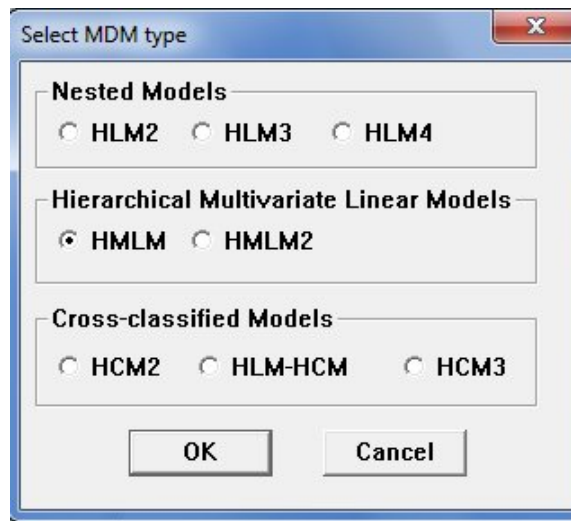 Select MDM type
Nested Models
HLM2 HLM3 HLM4
Hierarchical Multivariate Linear Models
HMLM HMLM2
Cross-classified Models
HCM2 HLM-HCM HCM3
OK Cancel